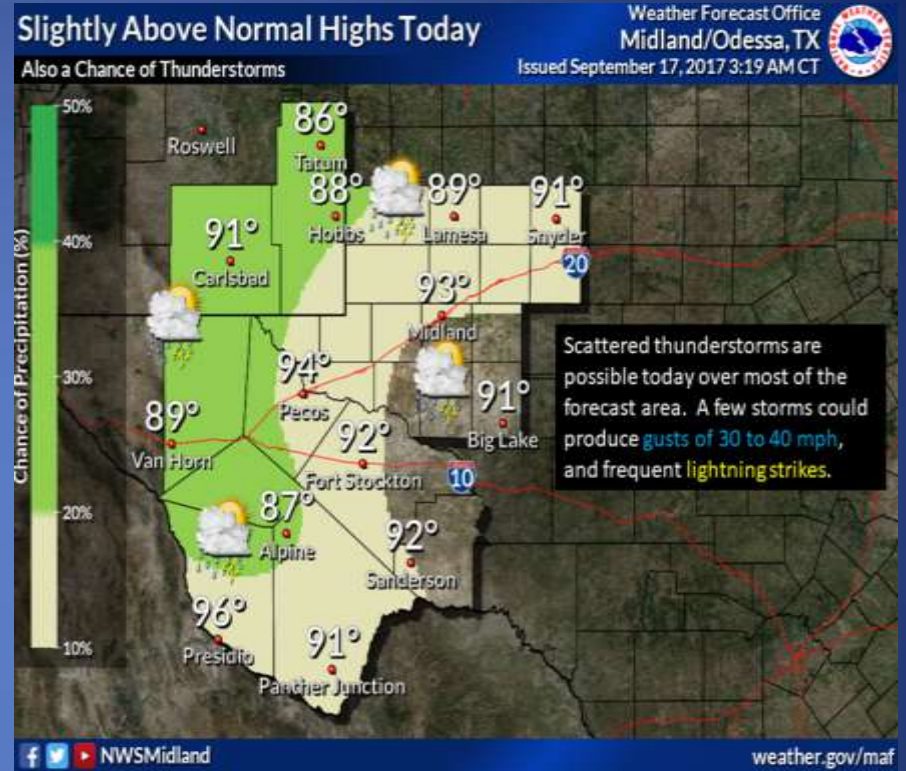 Slightly Above Normal Highs Today
Weather Forecast Office
Midland/Odessa, TX
Also a Chance of Thunderstorms
Issued September 17, 2017 3:19 AM CT
NATIONAL WEATHER SERVICE
Chance of Precipitation (%)
50%
40%
30%
20%
10%
Roswell
86°
Tatum
88°
Hobbs
89°
Lamesa
91°
Snyder
91°
Carlsbad
20
93°
Midland
94°
Pecos
91°
Big Lake
89°
Van Horn
92°
Fort Stockton
10
87°
Alpine
92°
Sanderson
96°
Presidio
91°
Panther Junction
Scattered thunderstorms are
possible today over most of the
forecast area. A few storms could
produce gusts of 30 to 40 mph,
and frequent lightning strikes.
NWSMidland
weather.gov/maf